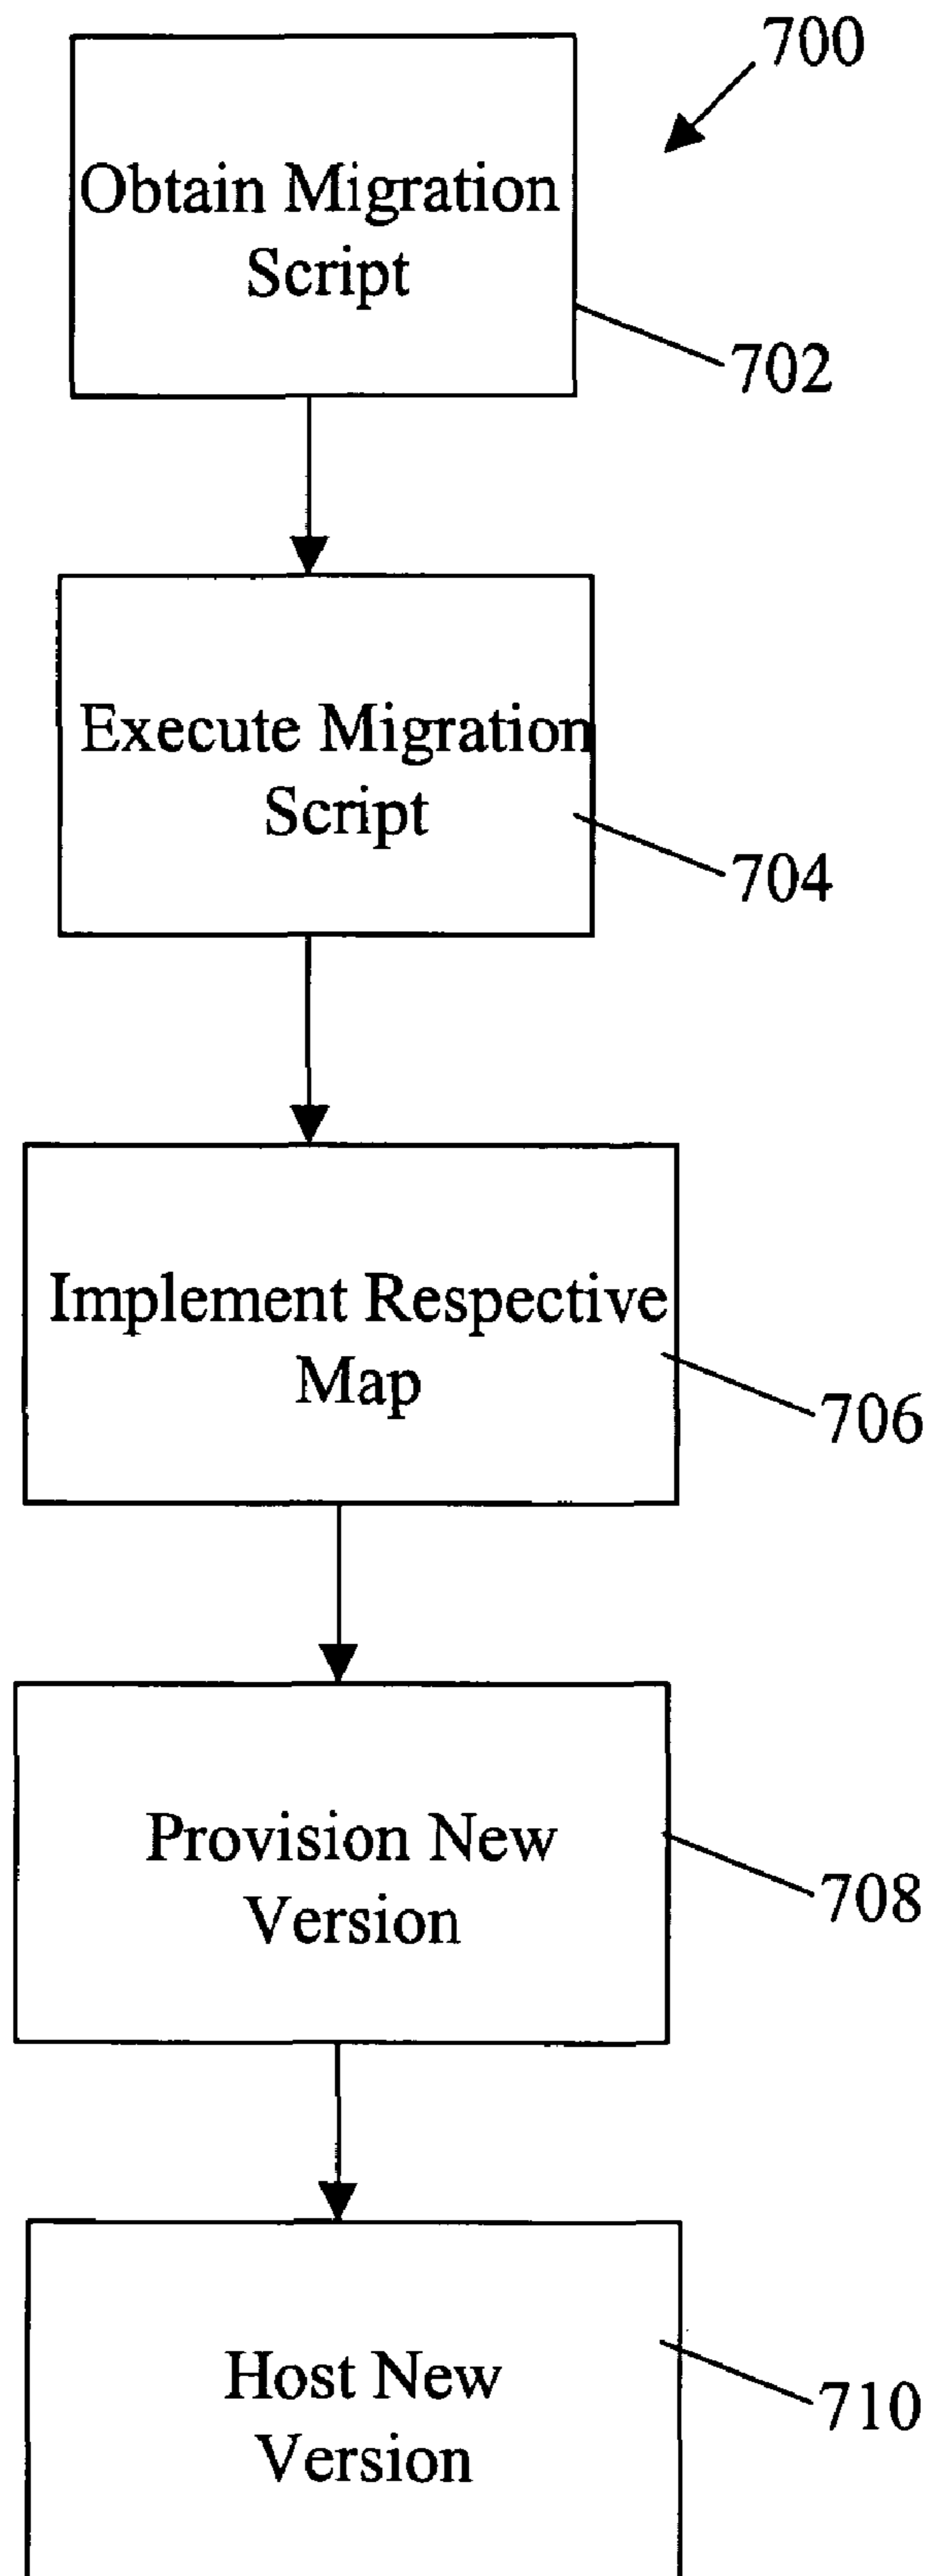 700
Obtain Migration
Script
702
Execute Migration
Script
704
Implement Respective
Map
706
Provision New
Version
708
Host New
Version
710